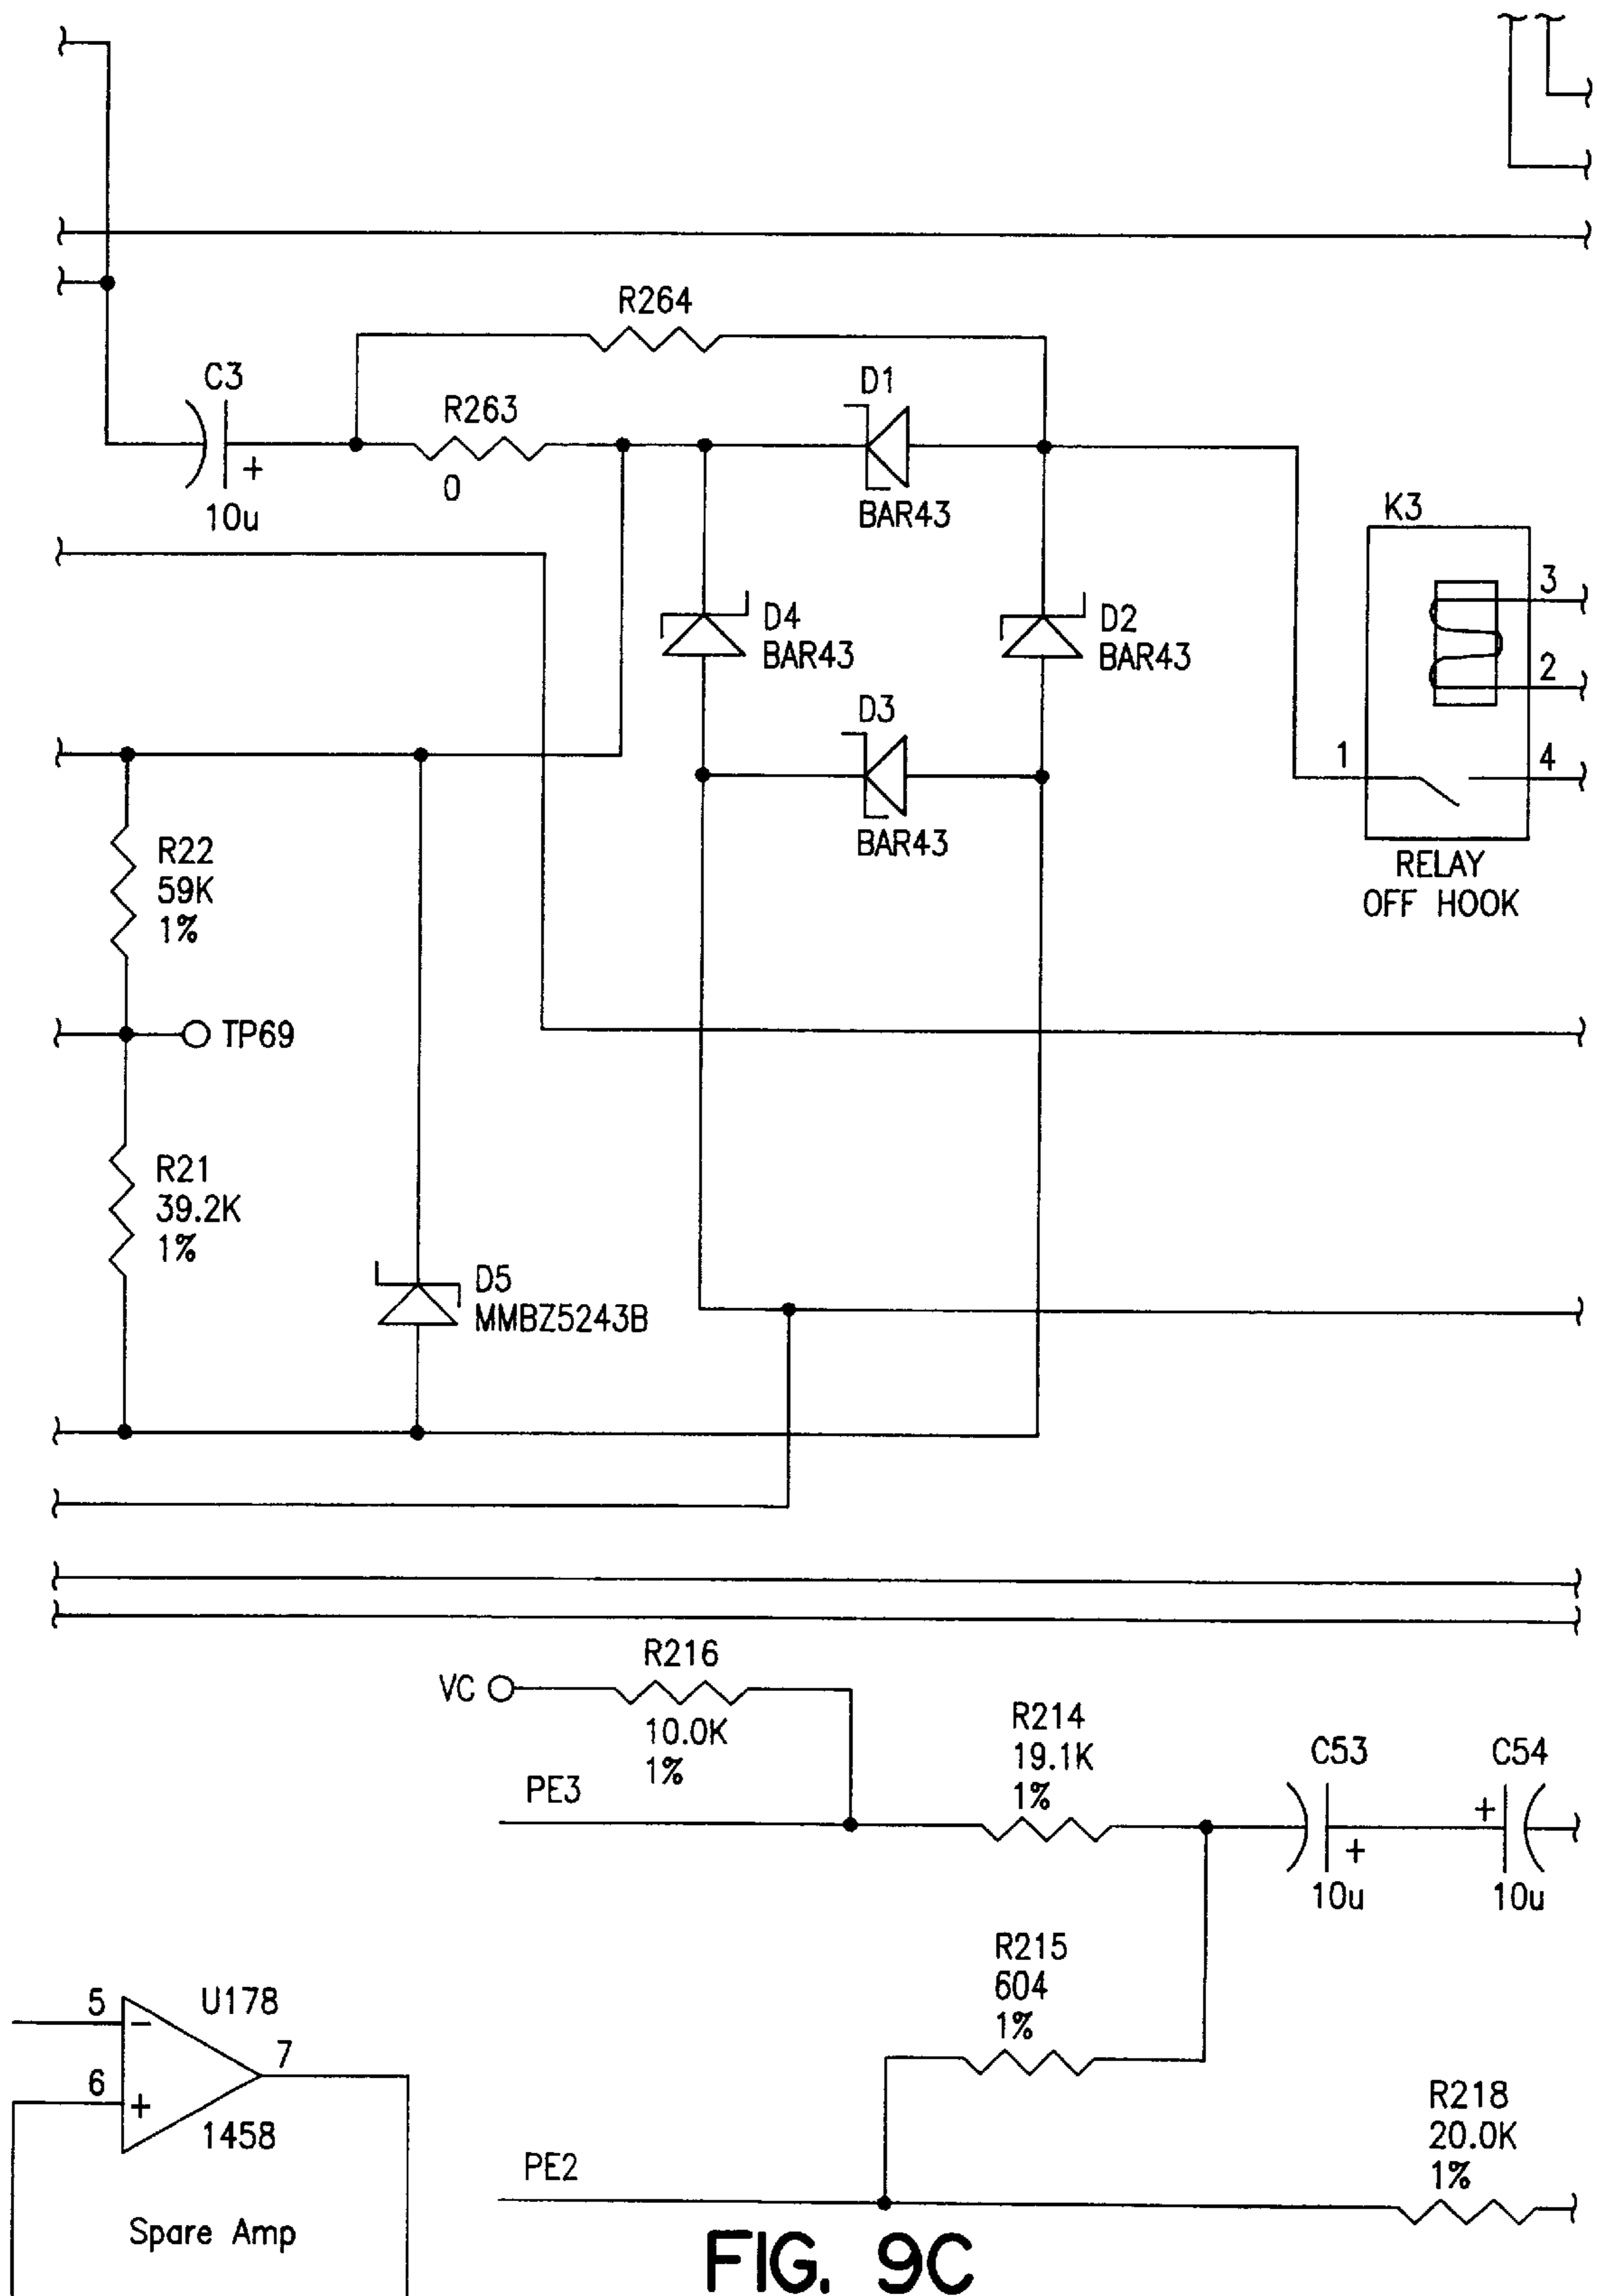 R264
C3
+
10u
R263
0
D1
BAR43
K3
3
2
1
4
RELAY
OFF HOOK
D4
BAR43
D2
BAR43
D3
BAR43
R22
59K
1%
TP69
R21
39.2K
1%
D5
MMBZ5243B
VC
R216
10.0K
1%
PE3
R214
19.1K
1%
C53
+
10u
C54
+
10u
R215
604
1%
5
−
6
+
U178
7
1458
Spare Amp
PE2
R218
20.0K
1%
FIG. 9C